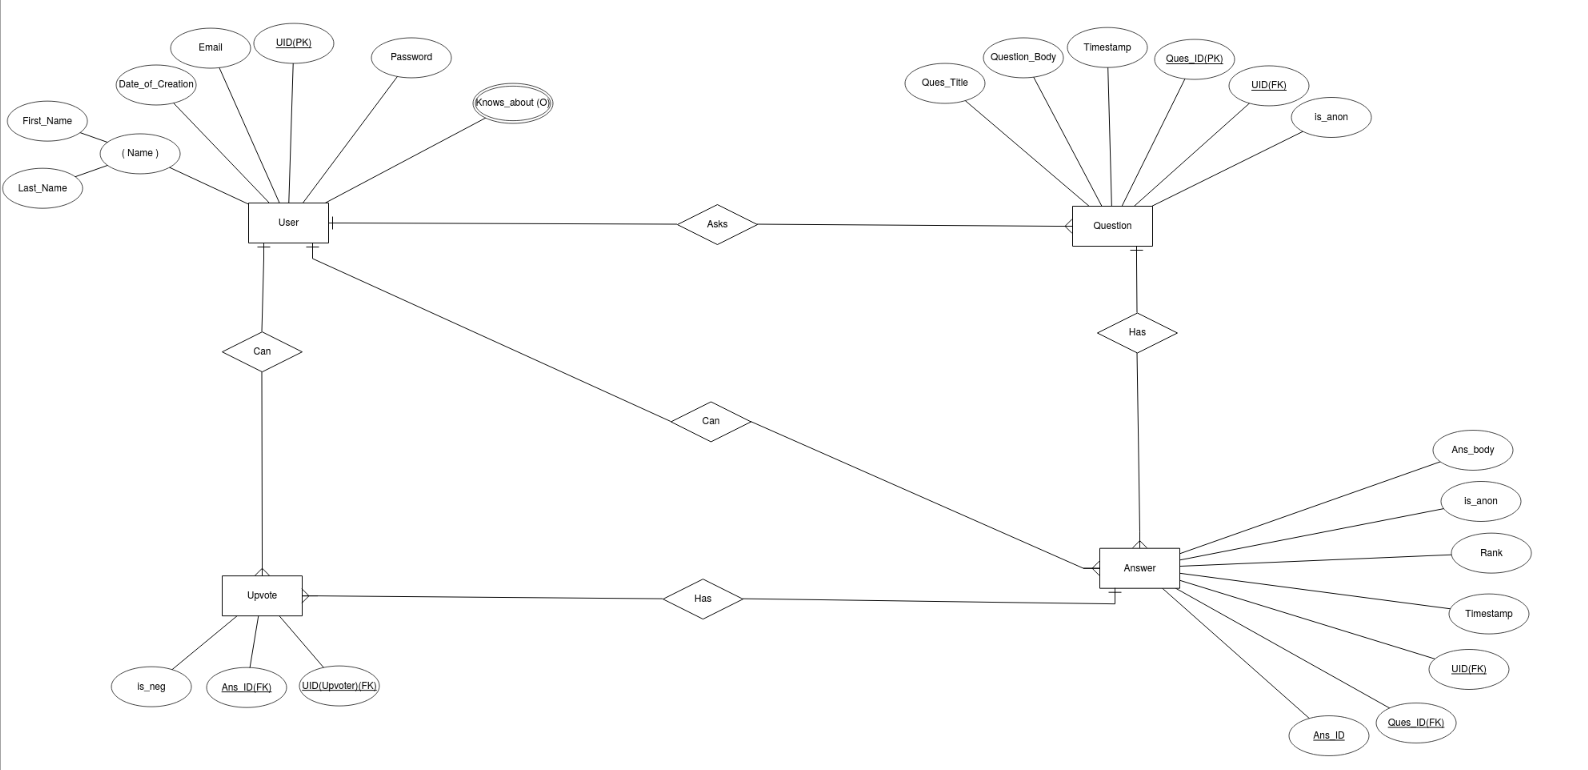 Email
UID(PK)
Password
Date_of_Creation
Knows_about (O)
First_Name
( Name )
Last_Name
User
Asks
Ques_Title
Question_Body
Timestamp
Ques_ID(PK)
UID(FK)
is_anon
Question
Can
Can
Has
Upvote
Has
Answer
is_neg
Ans_ID(FK)
UID(Upvoter)(FK)
Ans_body
is_anon
Rank
Timestamp
UID(FK)
Ques_ID(FK)
Ans_ID